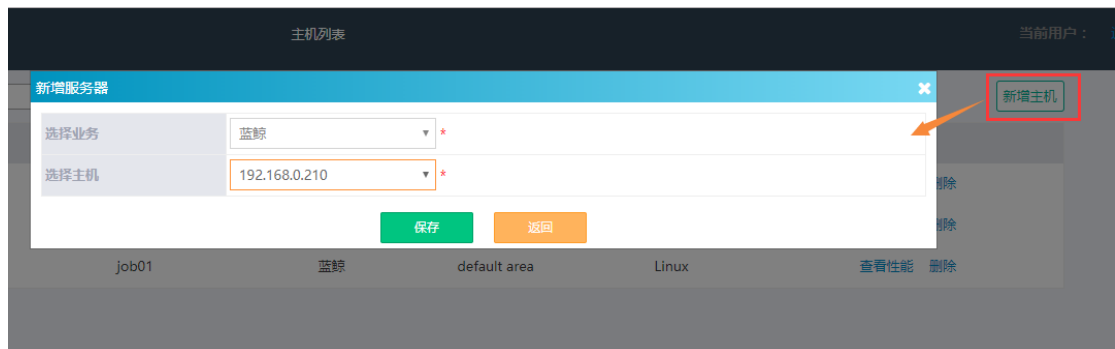 主机列表
当前用户：
新增服务器
新增主机
选择业务 蓝鲸 *
选择主机 192.168.0.210 *
删除
保存 返回
删除
job01 蓝鲸 default area Linux 查看性能 删除